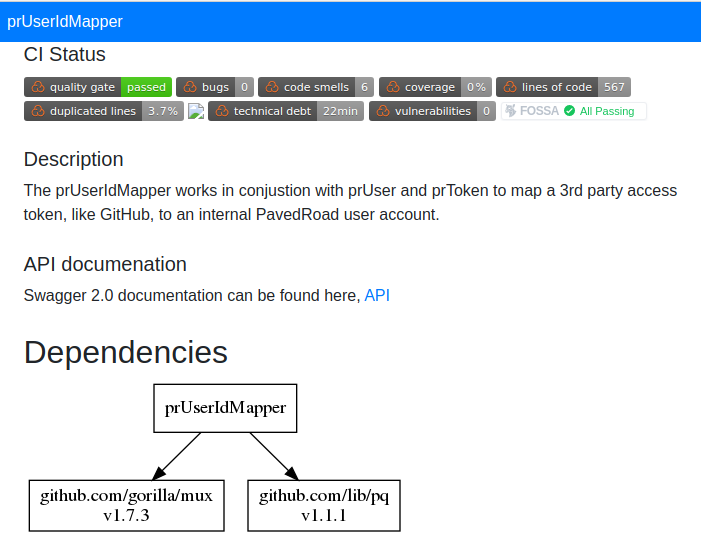 prUserIdMapper
CI Status
quality gate passed bugs 0 code smells 6 coverage 0% lines of code 567
duplicated lines 3.7% technical debt 22min vulnerabilities 0 FOSSA All Passing
Description
The prUserIdMapper works in conjustion with prUser and prToken to map a 3rd party access
token, like GitHub, to an internal PavedRoad user account.
API documenation
Swagger 2.0 documentation can be found here, API
Dependencies
prUserIdMapper
github.com/gorilla/mux github.com/lib/pq
v1.7.3 v1.1.1